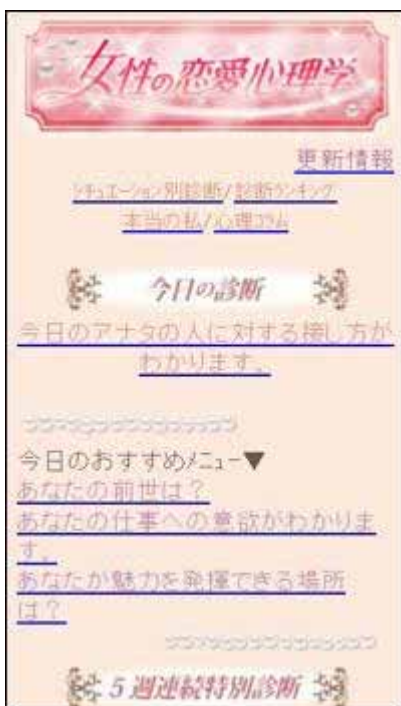 女性の恋愛心理学
更新情報
ｼﾁｭｴｰｼｮﾝ別診断/診断ﾗﾝｷﾝｸﾞ
本当の私/心理ｺﾗﾑ
今日の診断
今日のアナタの人に対する接し方が
わかります。
今日のおすすめﾒﾆｭｰ▼
あなたの前世は？
あなたの仕事への意欲がわかりま
す。
あなたが魅力を発揮できる場所
は？
5週連続特別診断